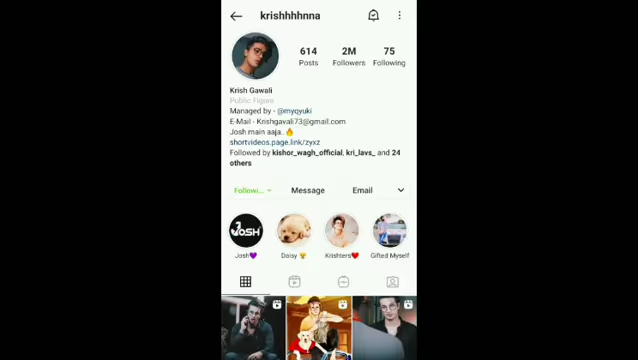 krishhhhnna
614 2M 75
Posts Followers Following
Krish Gawali
Public Figure
Managed by - @myqyuki
E-Mail - Krishgavali73@gmail.com
Josh main aaja..🔥
shortvideos.page.link/zyxz
Followed by kishor_wagh_official, kri_lavs_ and 24
others
Followi... Message Email
JOSH
Josh💜 Daisy Krishters❤️ Gifted Myself